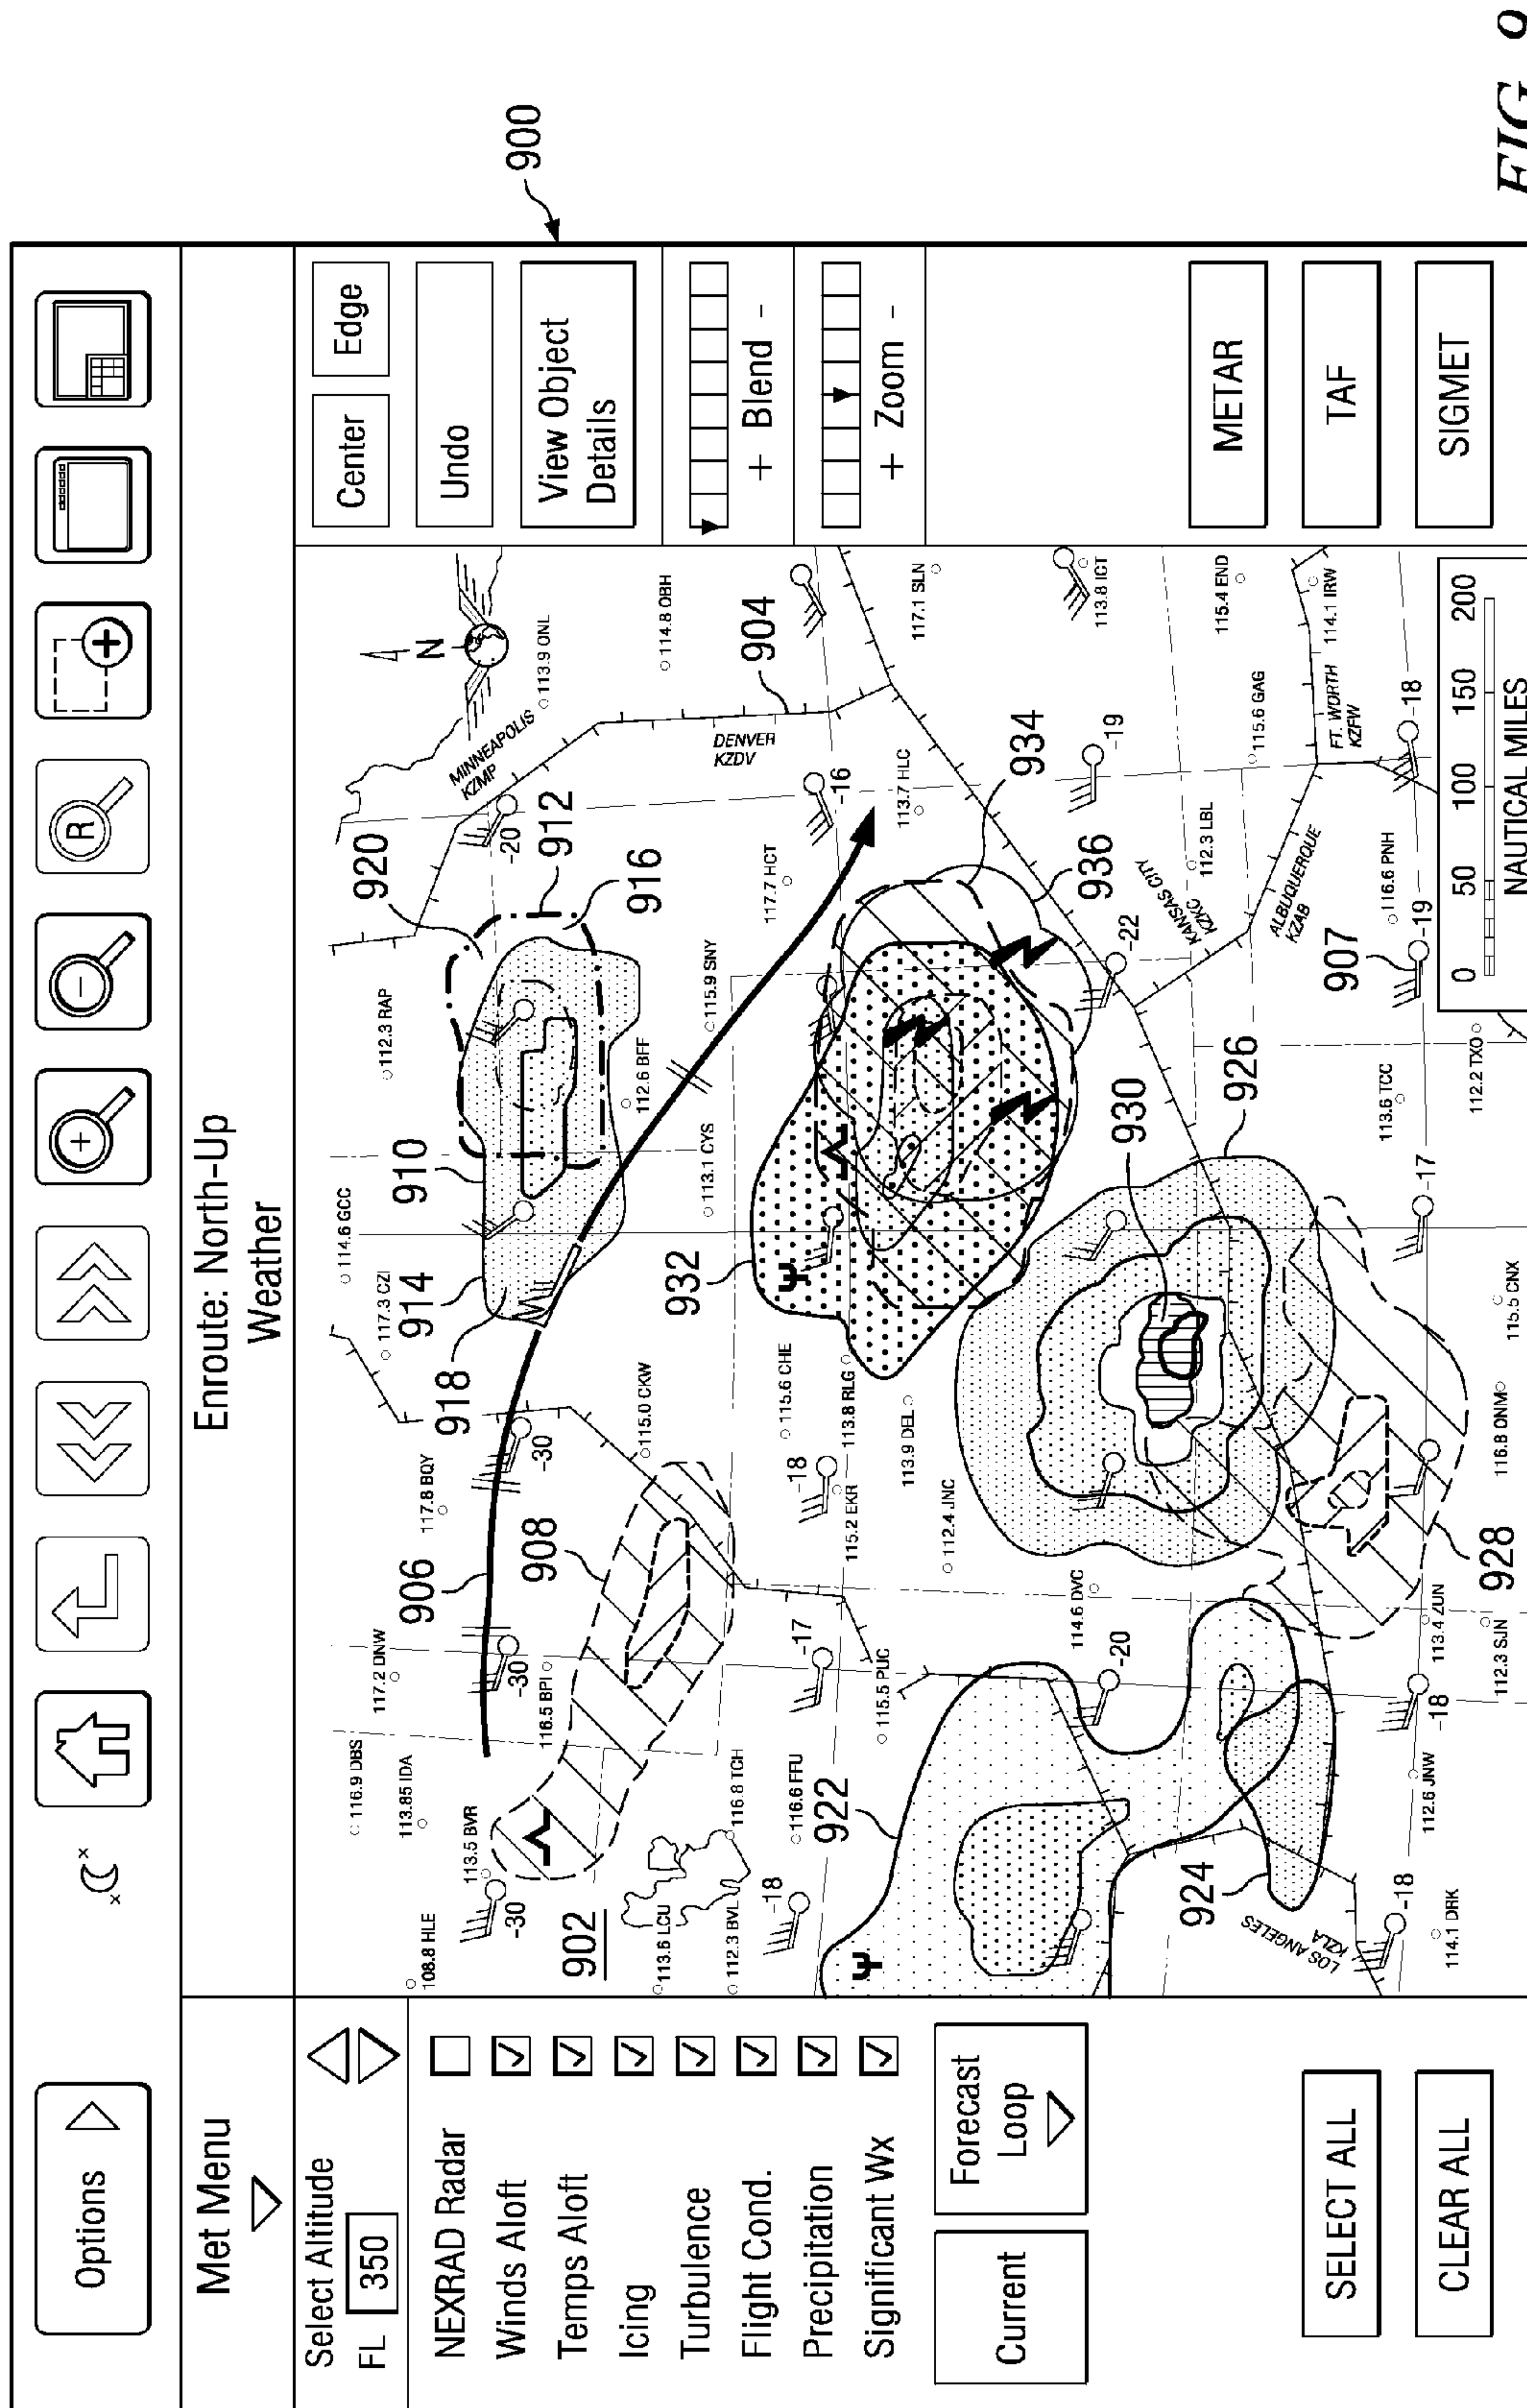 Options
R
Met Menu
Enroute: North-Up
Weather
Select Altitude
FL 350
NEXRAD Radar
Winds Aloft
Temps Aloft
Icing
Turbulence
Flight Cond.
Precipitation
Significant Wx
Current
Forecast
Loop
SELECT ALL
CLEAR ALL
Center
Edge
Undo
View Object
Details
+ Blend -
+ Zoom -
METAR
TAF
SIGMET
900
N
108.8 HLE
113.5 BVR
113.85 IDA
116.9 DBS
117.2 DNW
117.8 BQY
117.3 CZI
114.6 GCC
112.3 RAP
MINNEAPOLIS
KZMP
113.9 ONL
114.8 OBH
906
908
918
914
910
920
912
916
904
-30
-30
-30
-20
902
116.5 BPI
115.0 CKW
112.6 BFF
113.6 LCU
112.3 BVL
116.8 TCH
113.1 CYS
115.9 SNY
DENVER
KZDV
-18
116.6 FFU
-17
-18
115.6 CHE
932
117.7 HCT
-16
922
115.5 PUC
115.2 EKR
113.8 RLG
113.9 DEL
113.7 HLC
117.1 SLN
112.4 JNC
934
936
114.6 DVC
-20
930
-22
-19
113.8 ICT
924
926
KANSAS CITY
KZKC
112.3 LBL
115.6 GAG
115.4 END
LOS ANGELES
KZLA
ALBUQUERQUE
KZAB
907
FT. WORTH
KZFW
114.1 IRW
-18
-18
-17
-19
-18
116.6 PNH
113.6 TCC
114.1 DRK
112.6 JNW
113.4 ZUN
928
112.3 SJN
116.8 ONM
115.5 CNX
112.2 TXO
0 50 100 150 200
NAUTICAL MILES
FIG. 9